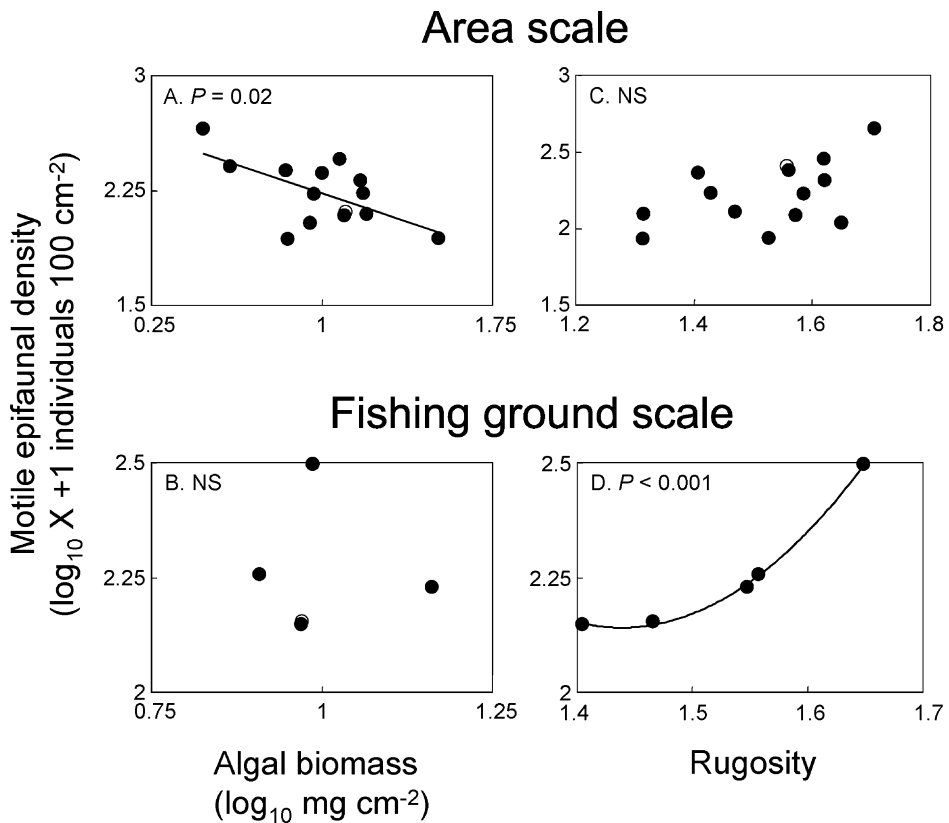 Area scale
Motile epifaunal density
(log10 X +1 individuals 100 cm-2)
A. P = 0.02
3
2.25
1.5
0.25
1
1.75
C. NS
3
2.5
2
1.5
1.2
1.4
1.6
1.8
Fishing ground scale
B. NS
2.5
2.25
2
0.75
1
1.25
D. P < 0.001
2.5
2.25
2
1.4
1.5
1.6
1.7
Algal biomass
(log10 mg cm-2)
Rugosity